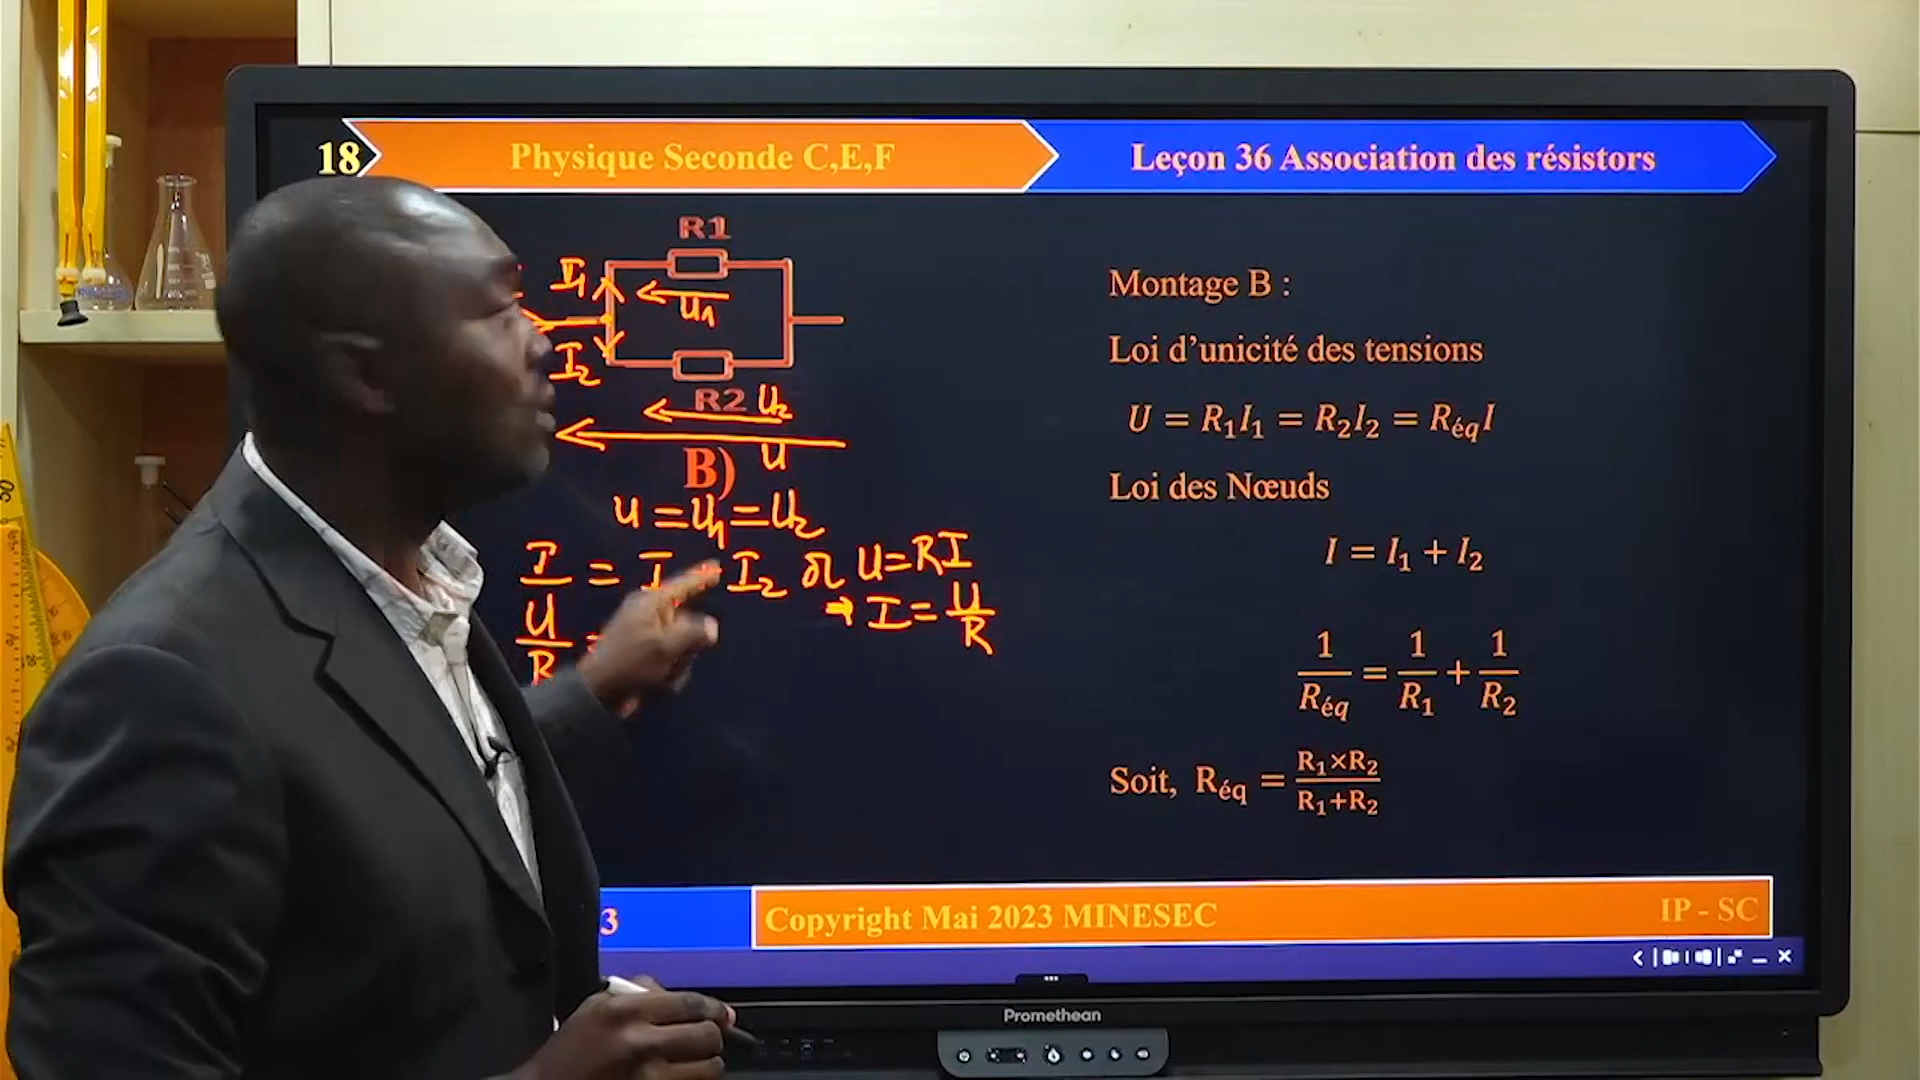 18
Physique Seconde C,E,F
Leçon 36 Association des résistors
R1
I1
U1
I2
R2 U2
U
B)
U = U1 = U2
I = I + I2 or U = RI
⇒ I = U/R
U/R =
Montage B :
Loi d’unicité des tensions
U = R₁I₁ = R₂I₂ = RéqI
Loi des Nœuds
I = I₁ + I₂
1/Réq = 1/R₁ + 1/R₂
Soit, Réq = R₁×R₂/R₁+R₂
3
Copyright Mai 2023 MINESEC
IP - SC
Promethean
50